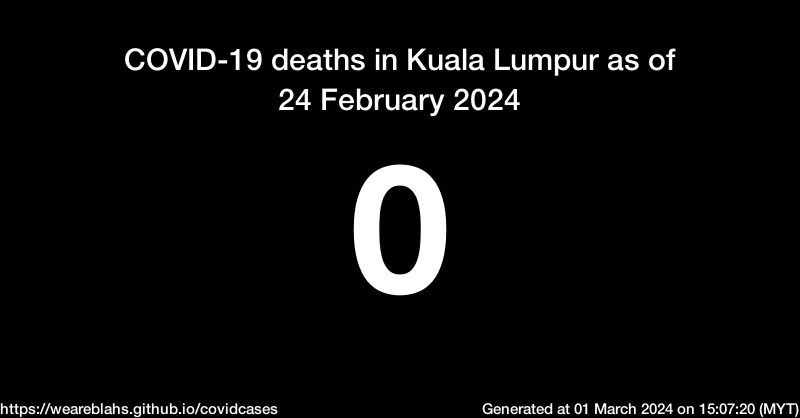 COVID-19 deaths in Kuala Lumpur as of
24 February 2024
0
https://weareblahs.github.io/covidcases
Generated at 01 March 2024 on 15:07:20 (MYT)